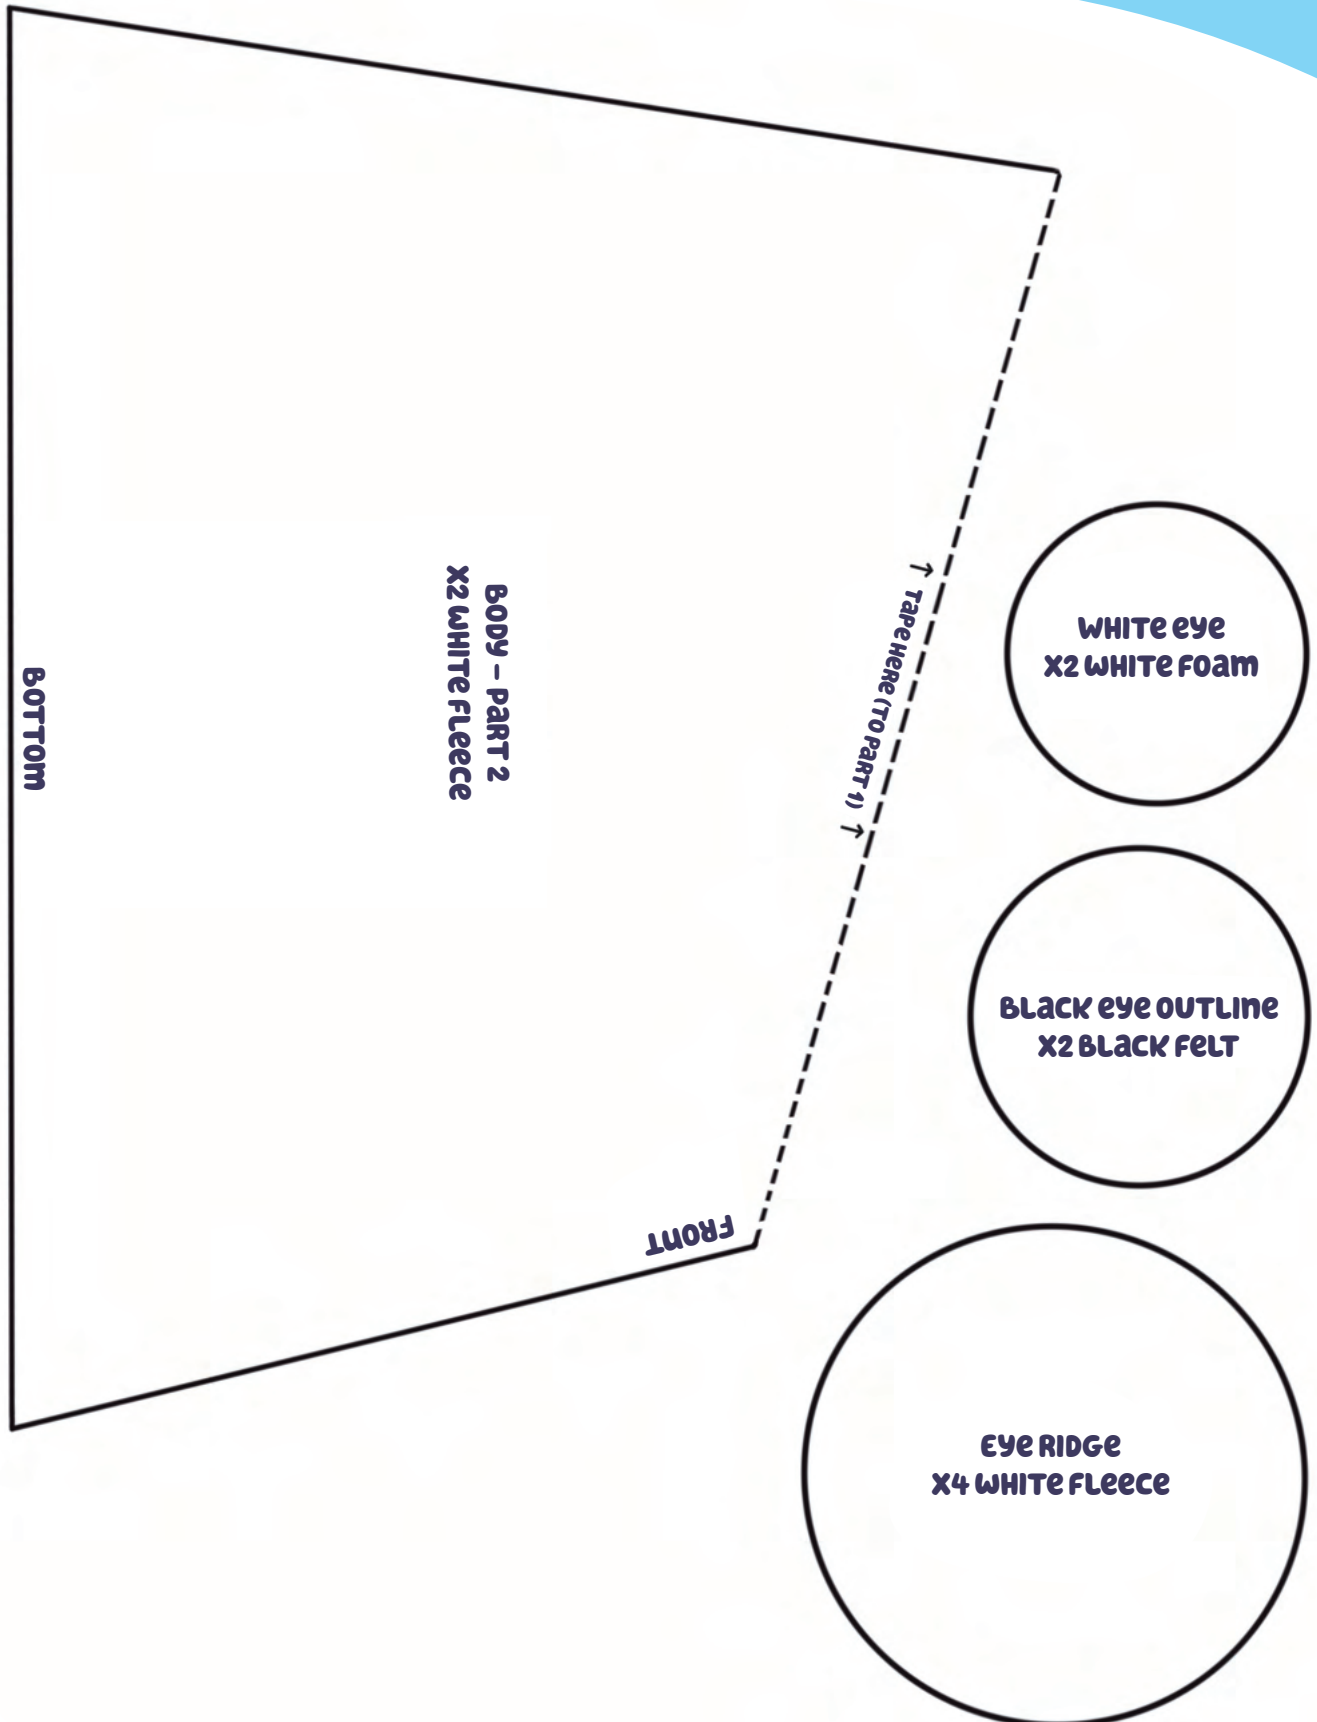 BODY – PART 2
X2 WHITE FLEECE
BOTTOM
↑ TAPE HERE (TO PART 1) ↑
FRONT
WHITE EYE
X2 WHITE FOAM
BLACK EYE OUTLINE
X2 BLACK FELT
EYE RIDGE
X4 WHITE FLEECE